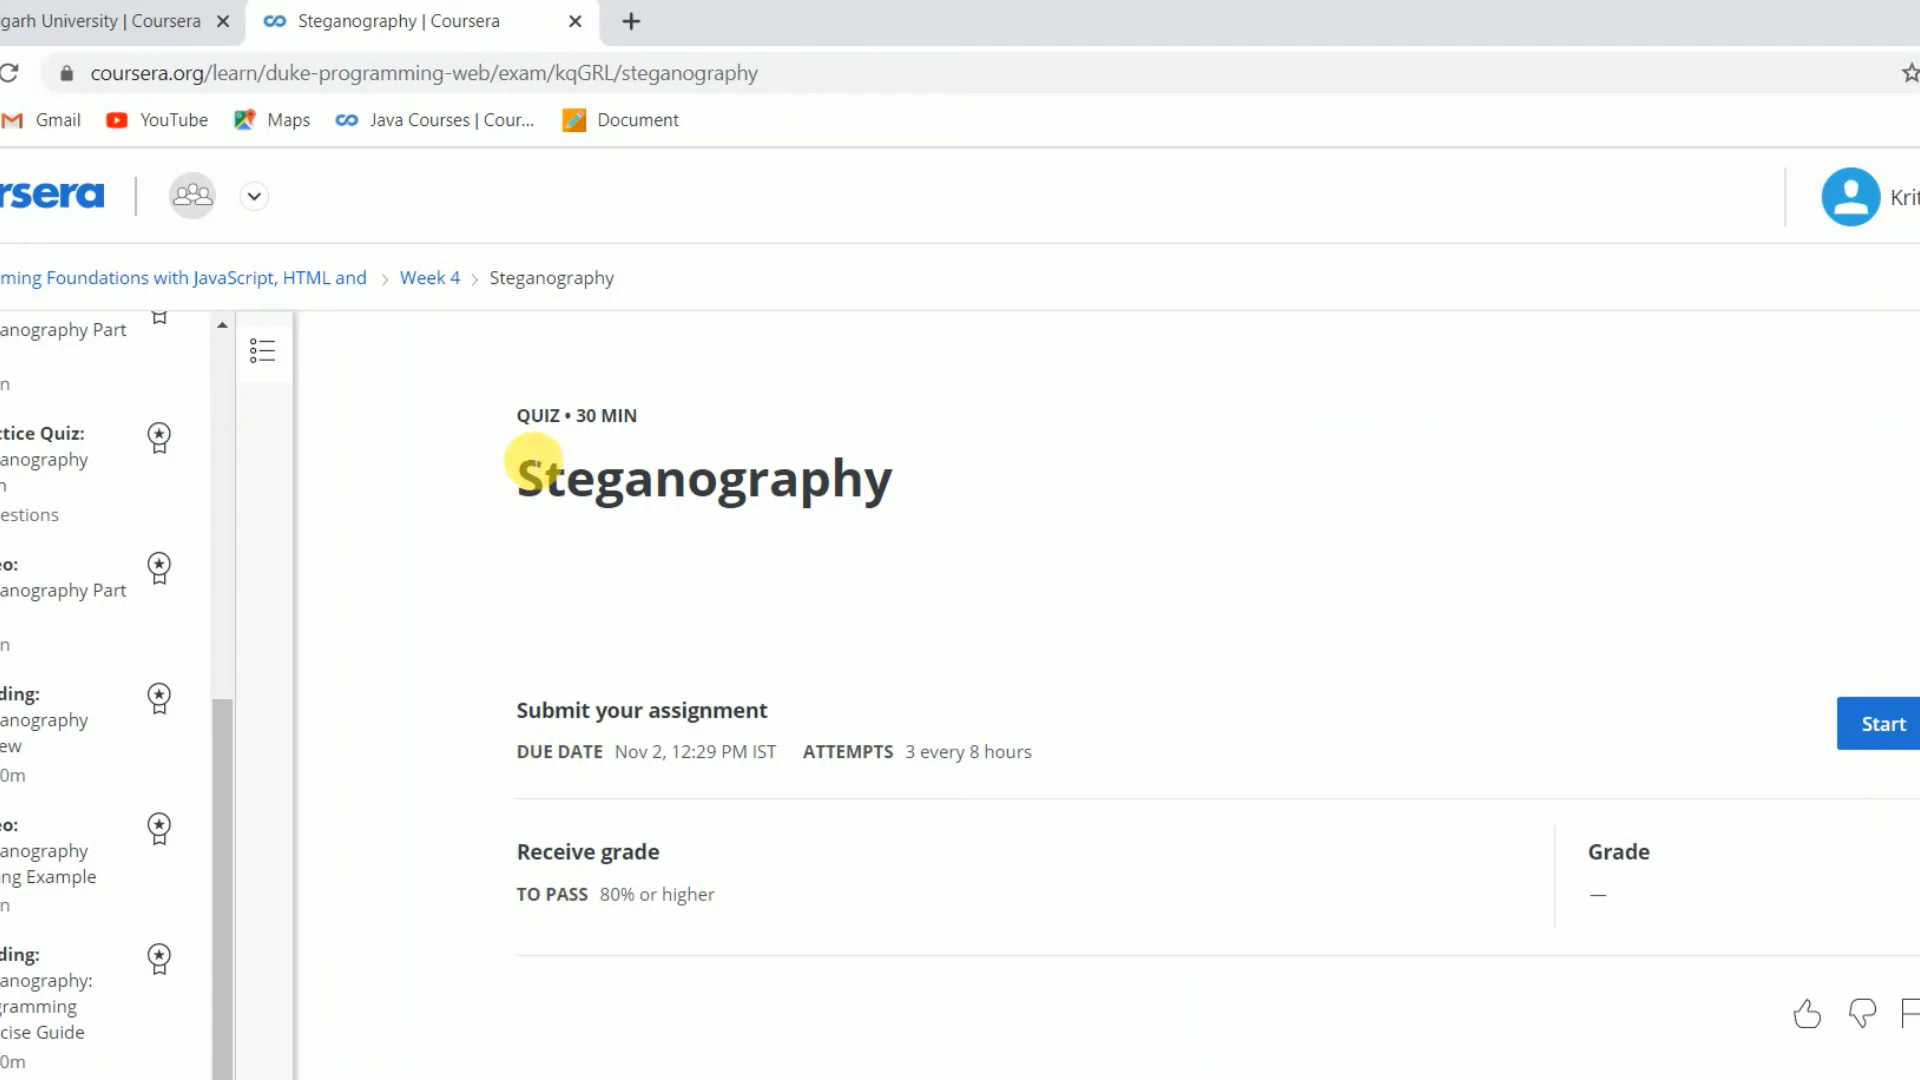 garh University | Coursera
Steganography | Coursera
coursera.org/learn/duke-programming-web/exam/kqGRL/steganography
Gmail
YouTube
Maps
Java Courses | Cour...
Document
rsera
Krit
ming Foundations with JavaScript, HTML and
Week 4
Steganography
anography Part
n
tice Quiz:
anography
n
estions
eo:
anography Part
n
ding:
anography
ew
0m
eo:
anography
ng Example
n
ding:
anography:
gramming
cise Guide
0m
QUIZ • 30 MIN
Steganography
Submit your assignment
DUE DATE Nov 2, 12:29 PM IST ATTEMPTS 3 every 8 hours
Start
Receive grade
TO PASS 80% or higher
Grade
—